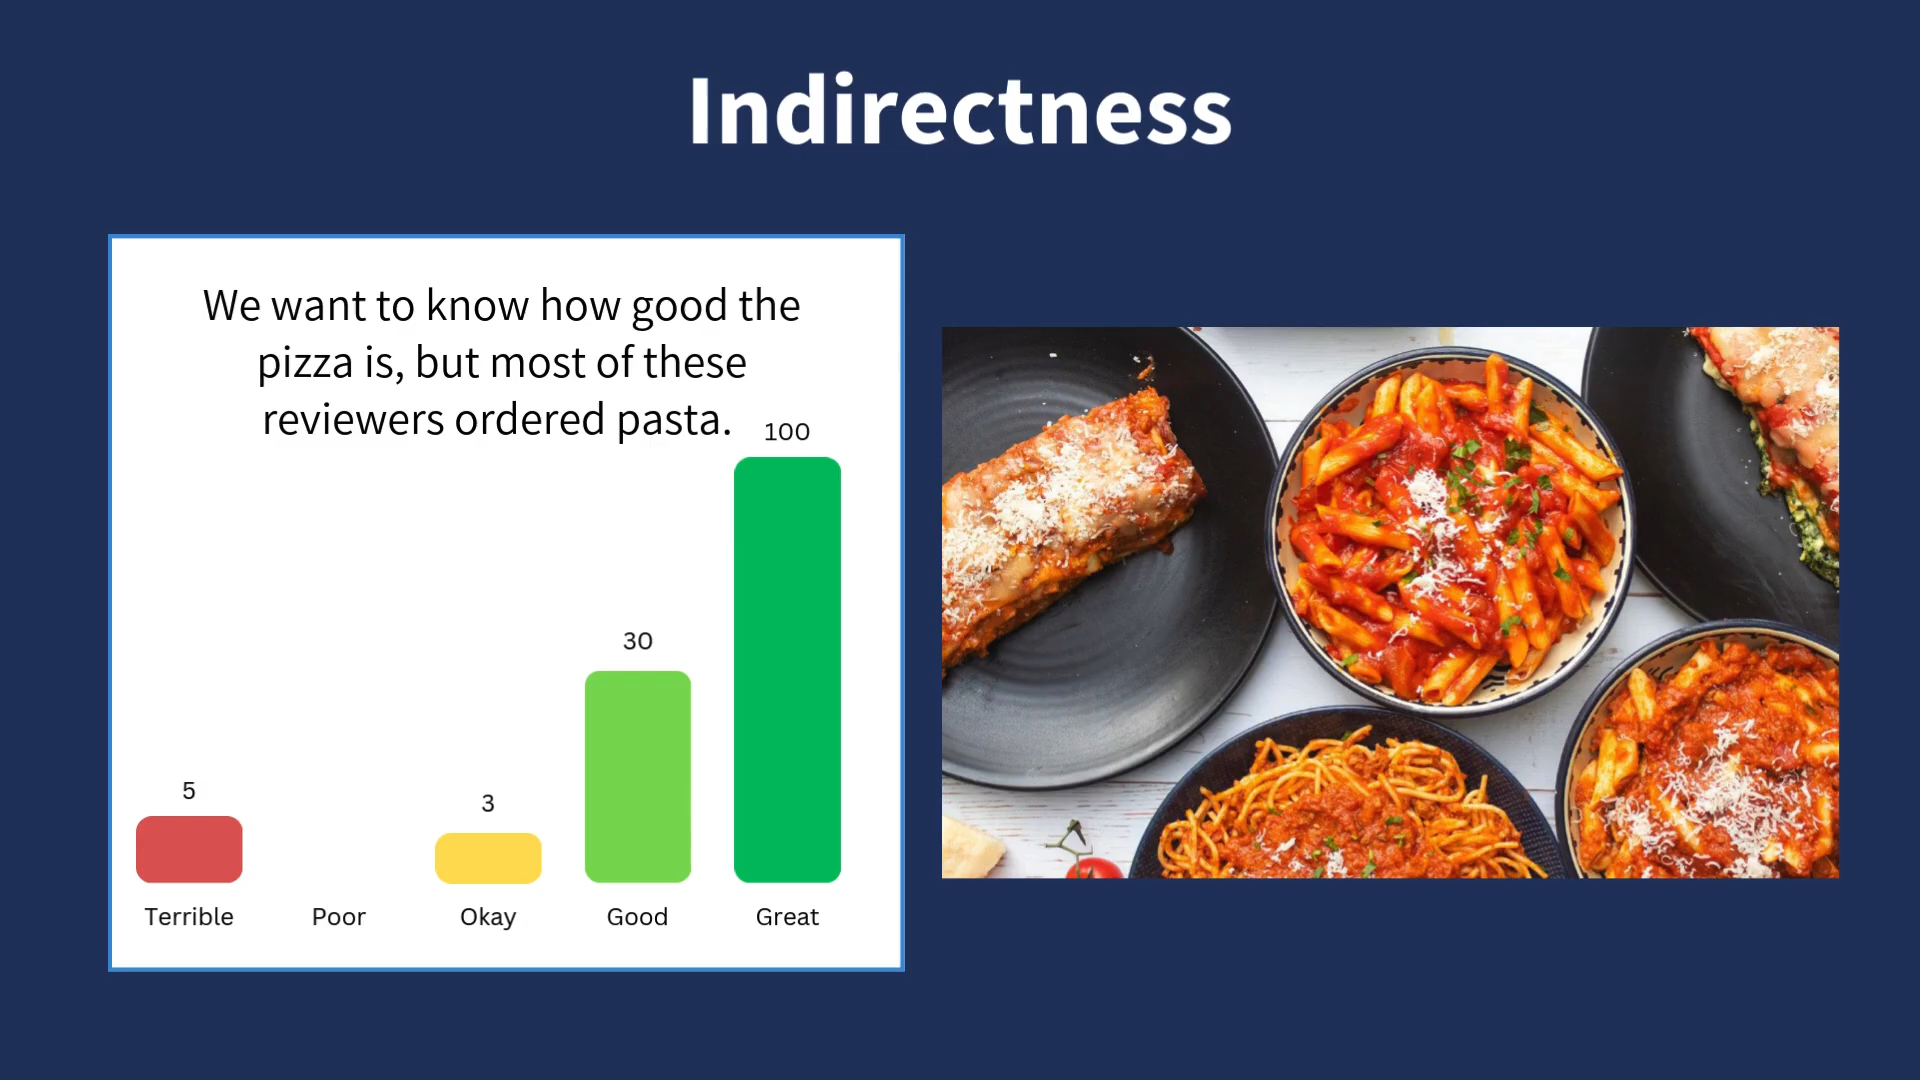 Indirectness
We want to know how good the
pizza is, but most of these
reviewers ordered pasta.
100
30
5
3
Terrible
Poor
Okay
Good
Great